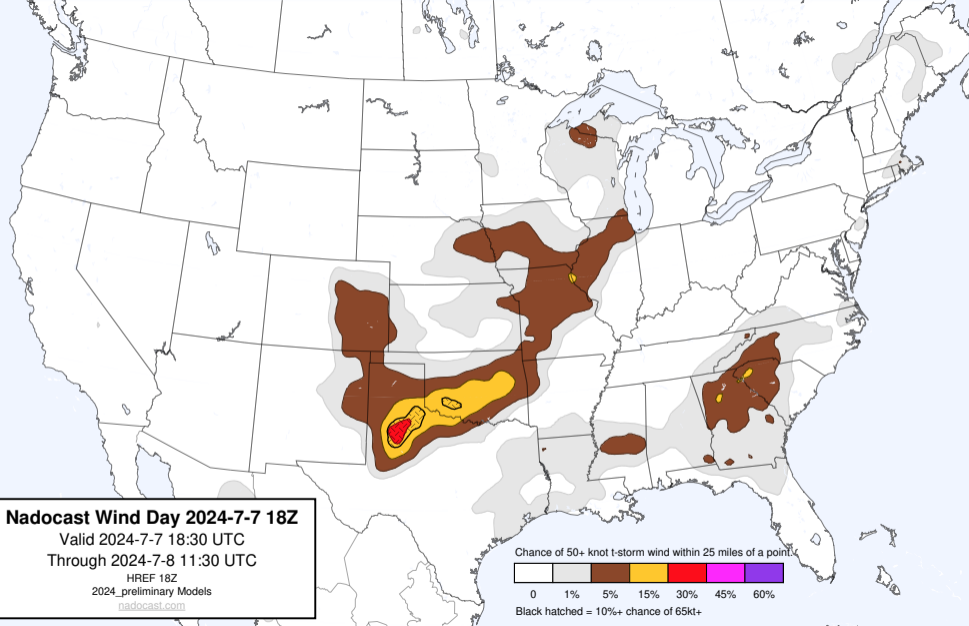 Nadocast Wind Day 2024-7-7 18Z
Valid 2024-7-7 18:30 UTC
Through 2024-7-8 11:30 UTC
HREF 18Z
2024_preliminary Models
nadocast.com
Chance of 50+ knot t-storm wind within 25 miles of a point.
0 1% 5% 15% 30% 45% 60%
Black hatched = 10%+ chance of 65kt+